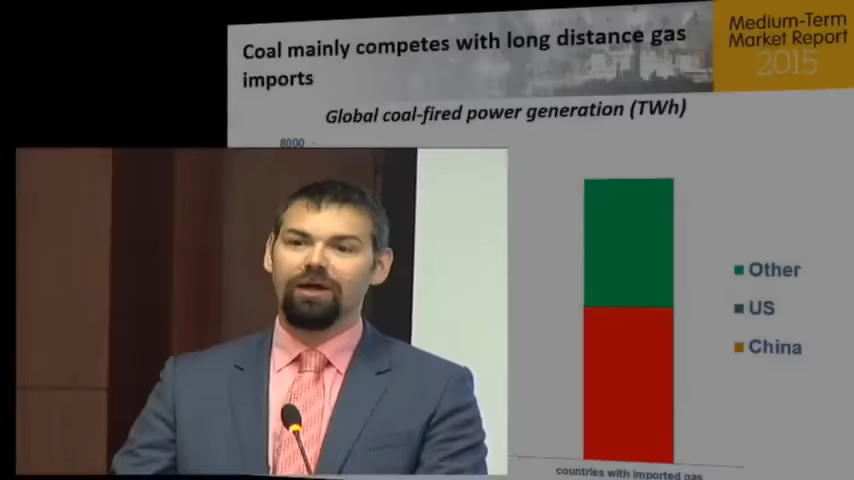 Coal mainly competes with long distance gas
imports
Medium-Term
Market Report
2015
Global coal-fired power generation (TWh)
8000
Other
US
China
countries with imported gas